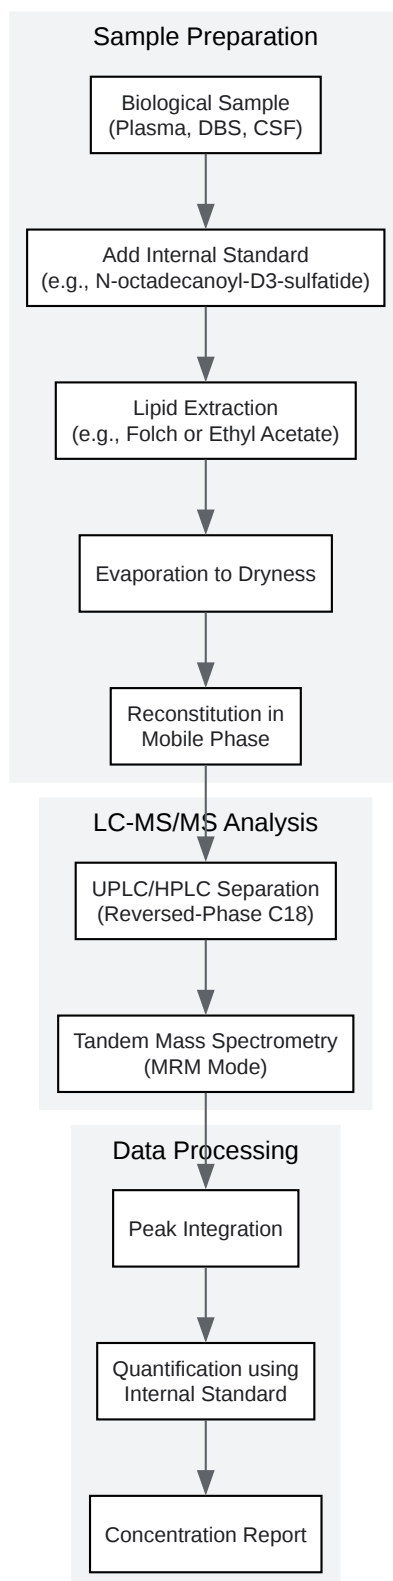 Sample Preparation
Biological Sample
(Plasma, DBS, CSF)
Add Internal Standard
(e.g., N-octadecanoyl-D3-sulfatide)
Lipid Extraction
(e.g., Folch or Ethyl Acetate)
Evaporation to Dryness
Reconstitution in
Mobile Phase
LC-MS/MS Analysis
UPLC/HPLC Separation
(Reversed-Phase C18)
Tandem Mass Spectrometry
(MRM Mode)
Data Processing
Peak Integration
Quantification using
Internal Standard
Concentration Report